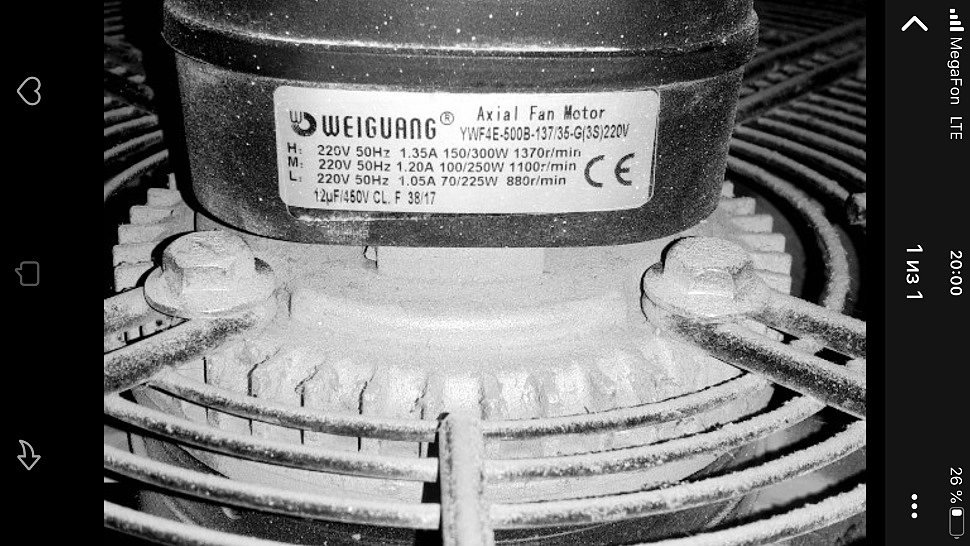 WEIGUANG®
Axial Fan Motor
YWF4E-500B-137/35-G(3S)220V
H: 220V 50Hz 1.35A 150/300W 1370r/min
M: 220V 50Hz 1.20A 100/250W 1100r/min
L: 220V 50Hz 1.05A 70/225W 880r/min
12μF/450V CL. F 38/17
CE
MegaFon LTE
20:00
26 %
1 из 1